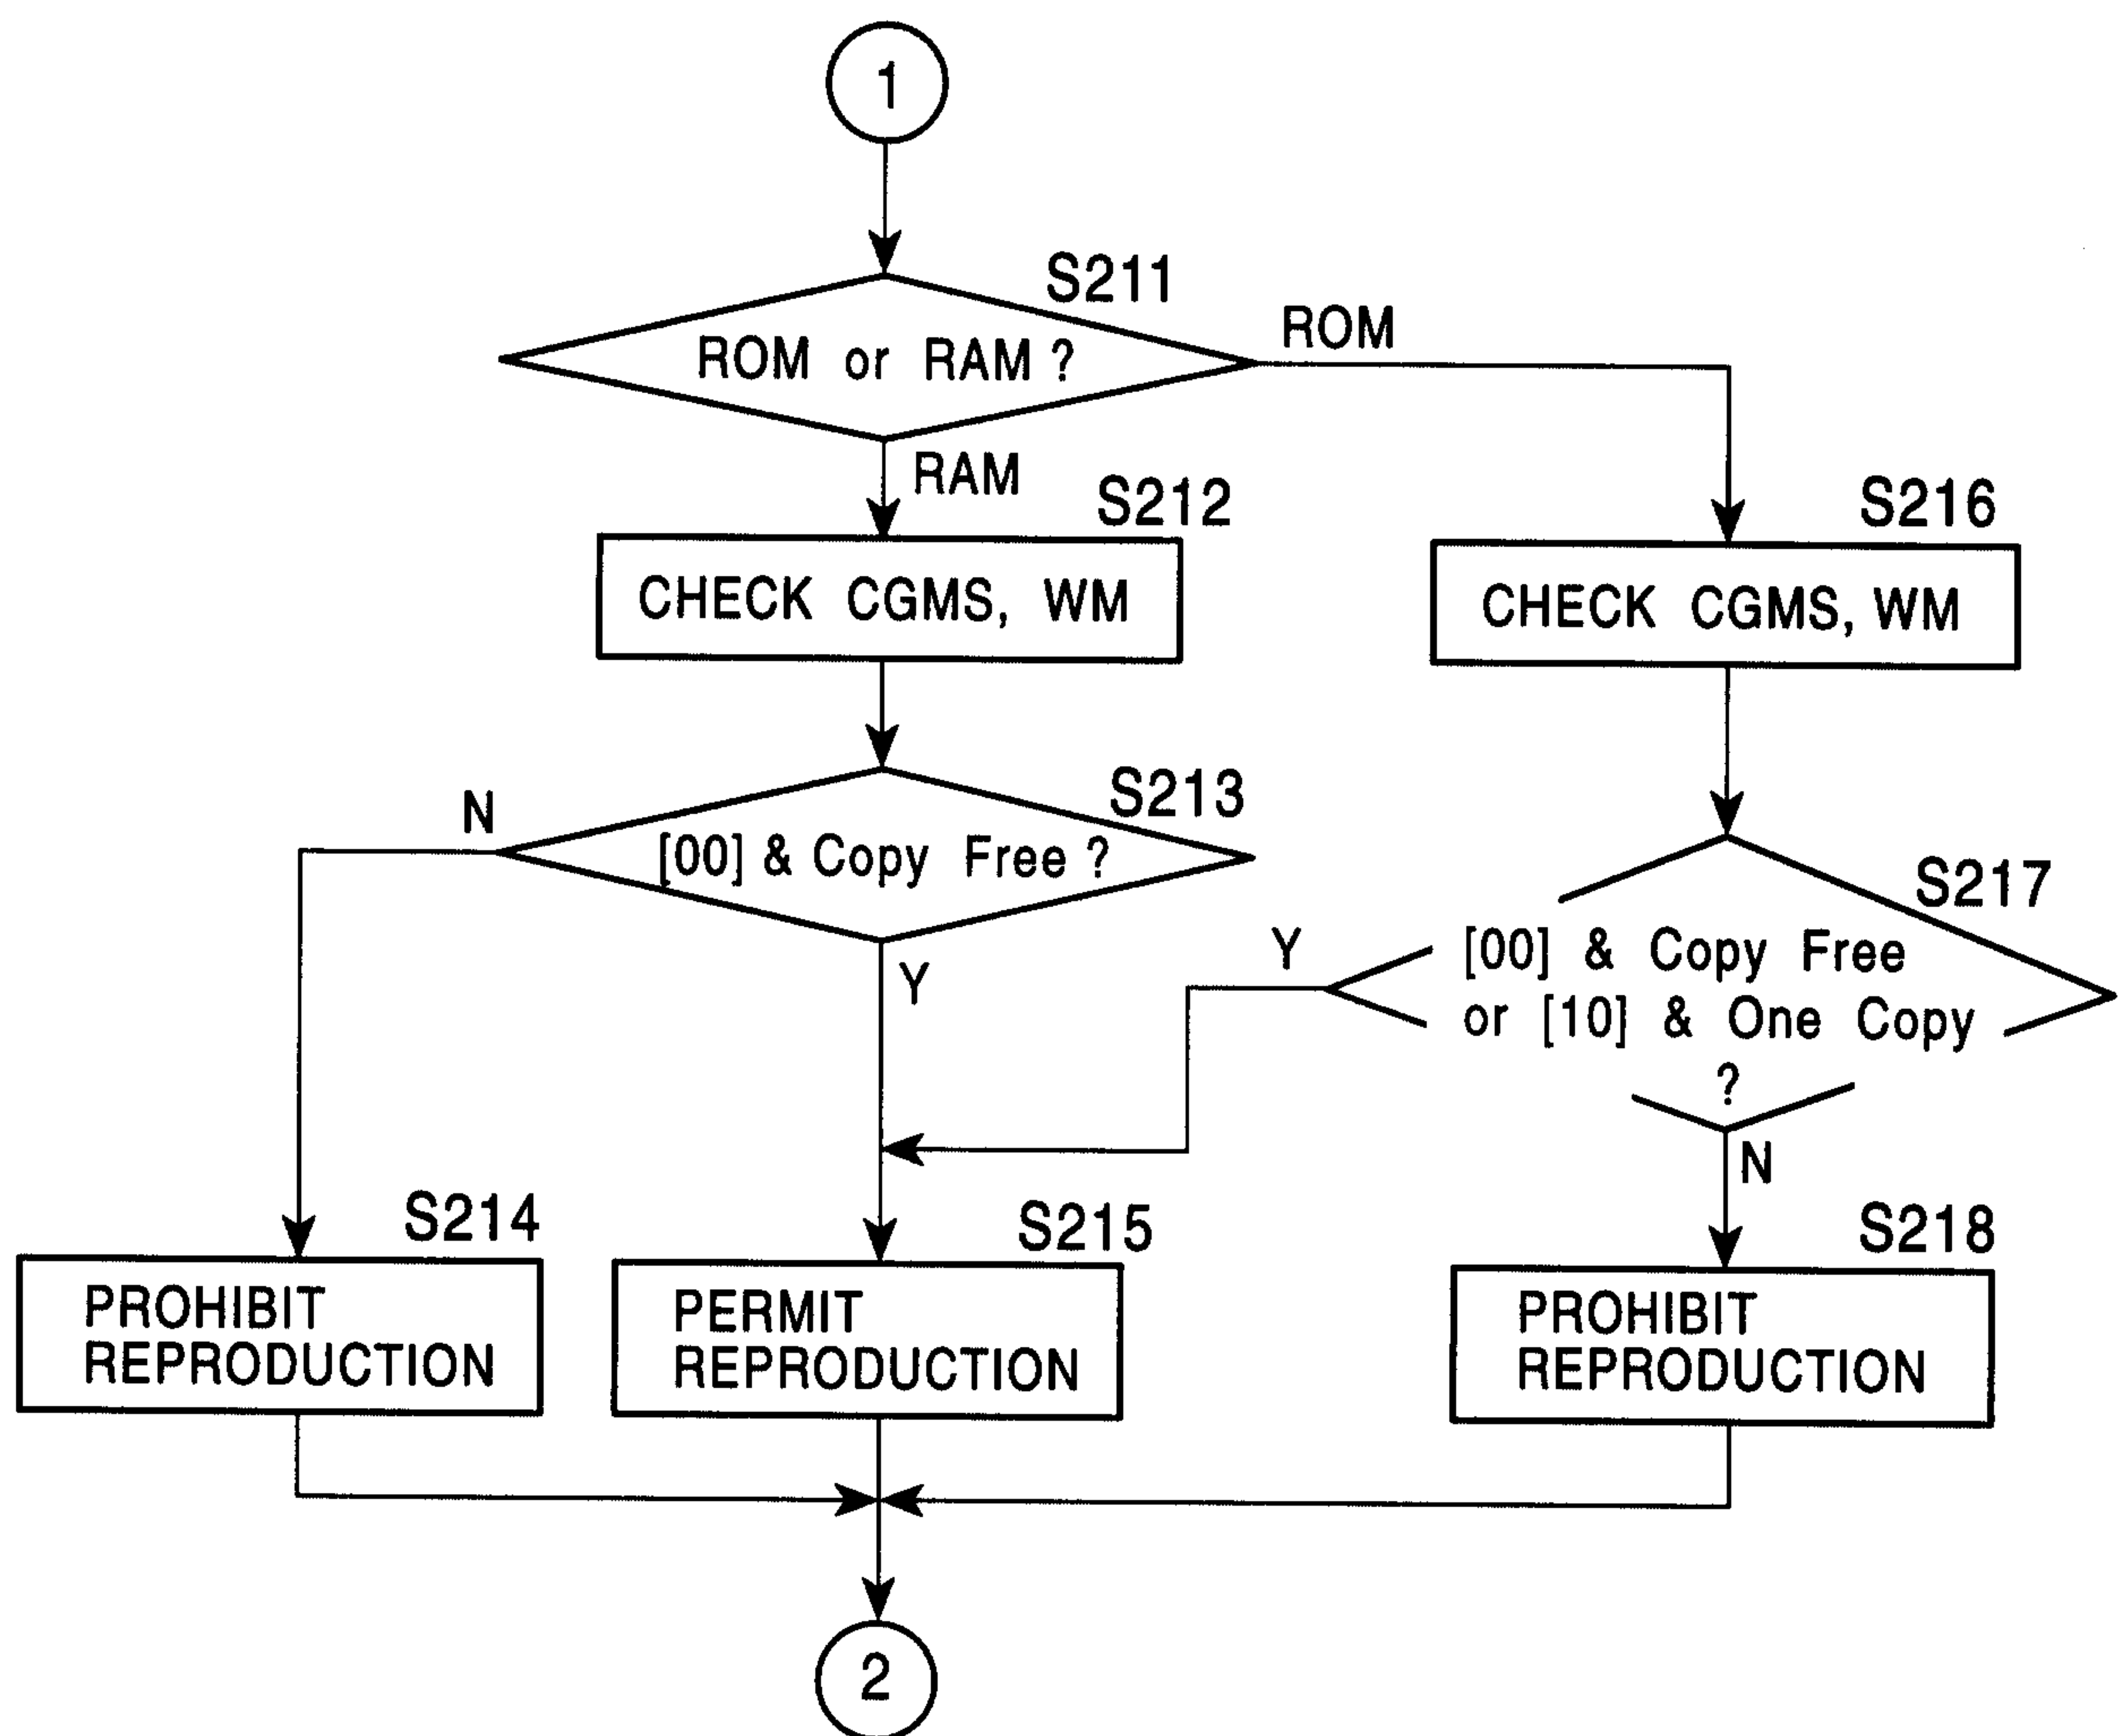 1
S211
ROM or RAM ?
ROM
RAM
S212
CHECK CGMS, WM
S216
CHECK CGMS, WM
S213
N
[00] & Copy Free ?
Y
S217
Y
[00] & Copy Free
or [10] & One Copy
?
N
S214
PROHIBIT
REPRODUCTION
S215
PERMIT
REPRODUCTION
S218
PROHIBIT
REPRODUCTION
2